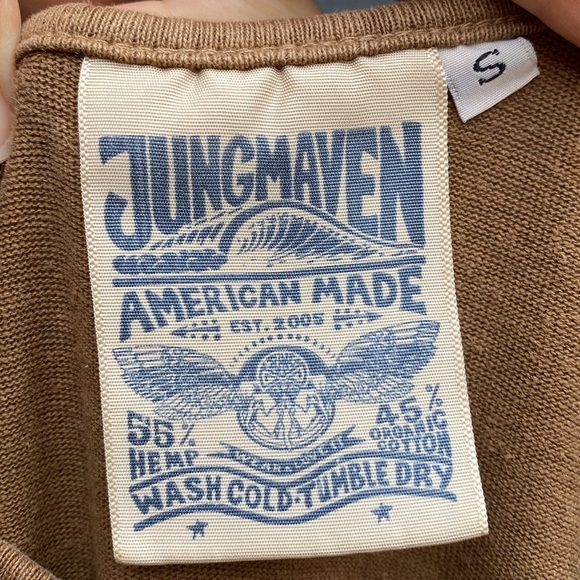 S
JUNGMAVEN
AMERICAN MADE
EST. 2005
55%
HEMP
45%
ORGANIC
COTTON
WASH COLD-TUMBLE DRY